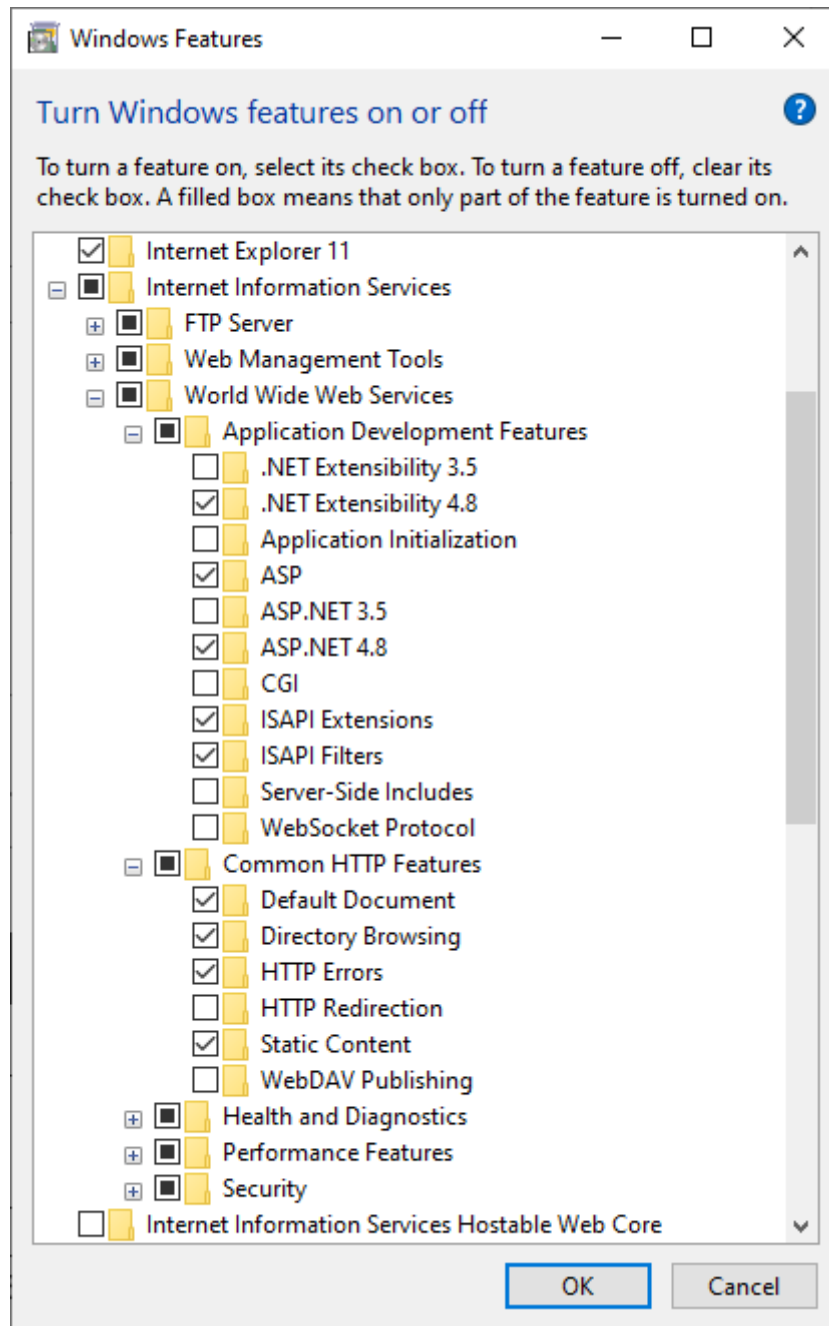 Windows Features
Turn Windows features on or off
To turn a feature on, select its check box. To turn a feature off, clear its
check box. A filled box means that only part of the feature is turned on.
Internet Explorer 11
Internet Information Services
FTP Server
Web Management Tools
World Wide Web Services
Application Development Features
.NET Extensibility 3.5
.NET Extensibility 4.8
Application Initialization
ASP
ASP.NET 3.5
ASP.NET 4.8
CGI
ISAPI Extensions
ISAPI Filters
Server-Side Includes
WebSocket Protocol
Common HTTP Features
Default Document
Directory Browsing
HTTP Errors
HTTP Redirection
Static Content
WebDAV Publishing
Health and Diagnostics
Performance Features
Security
Internet Information Services Hostable Web Core
OK Cancel